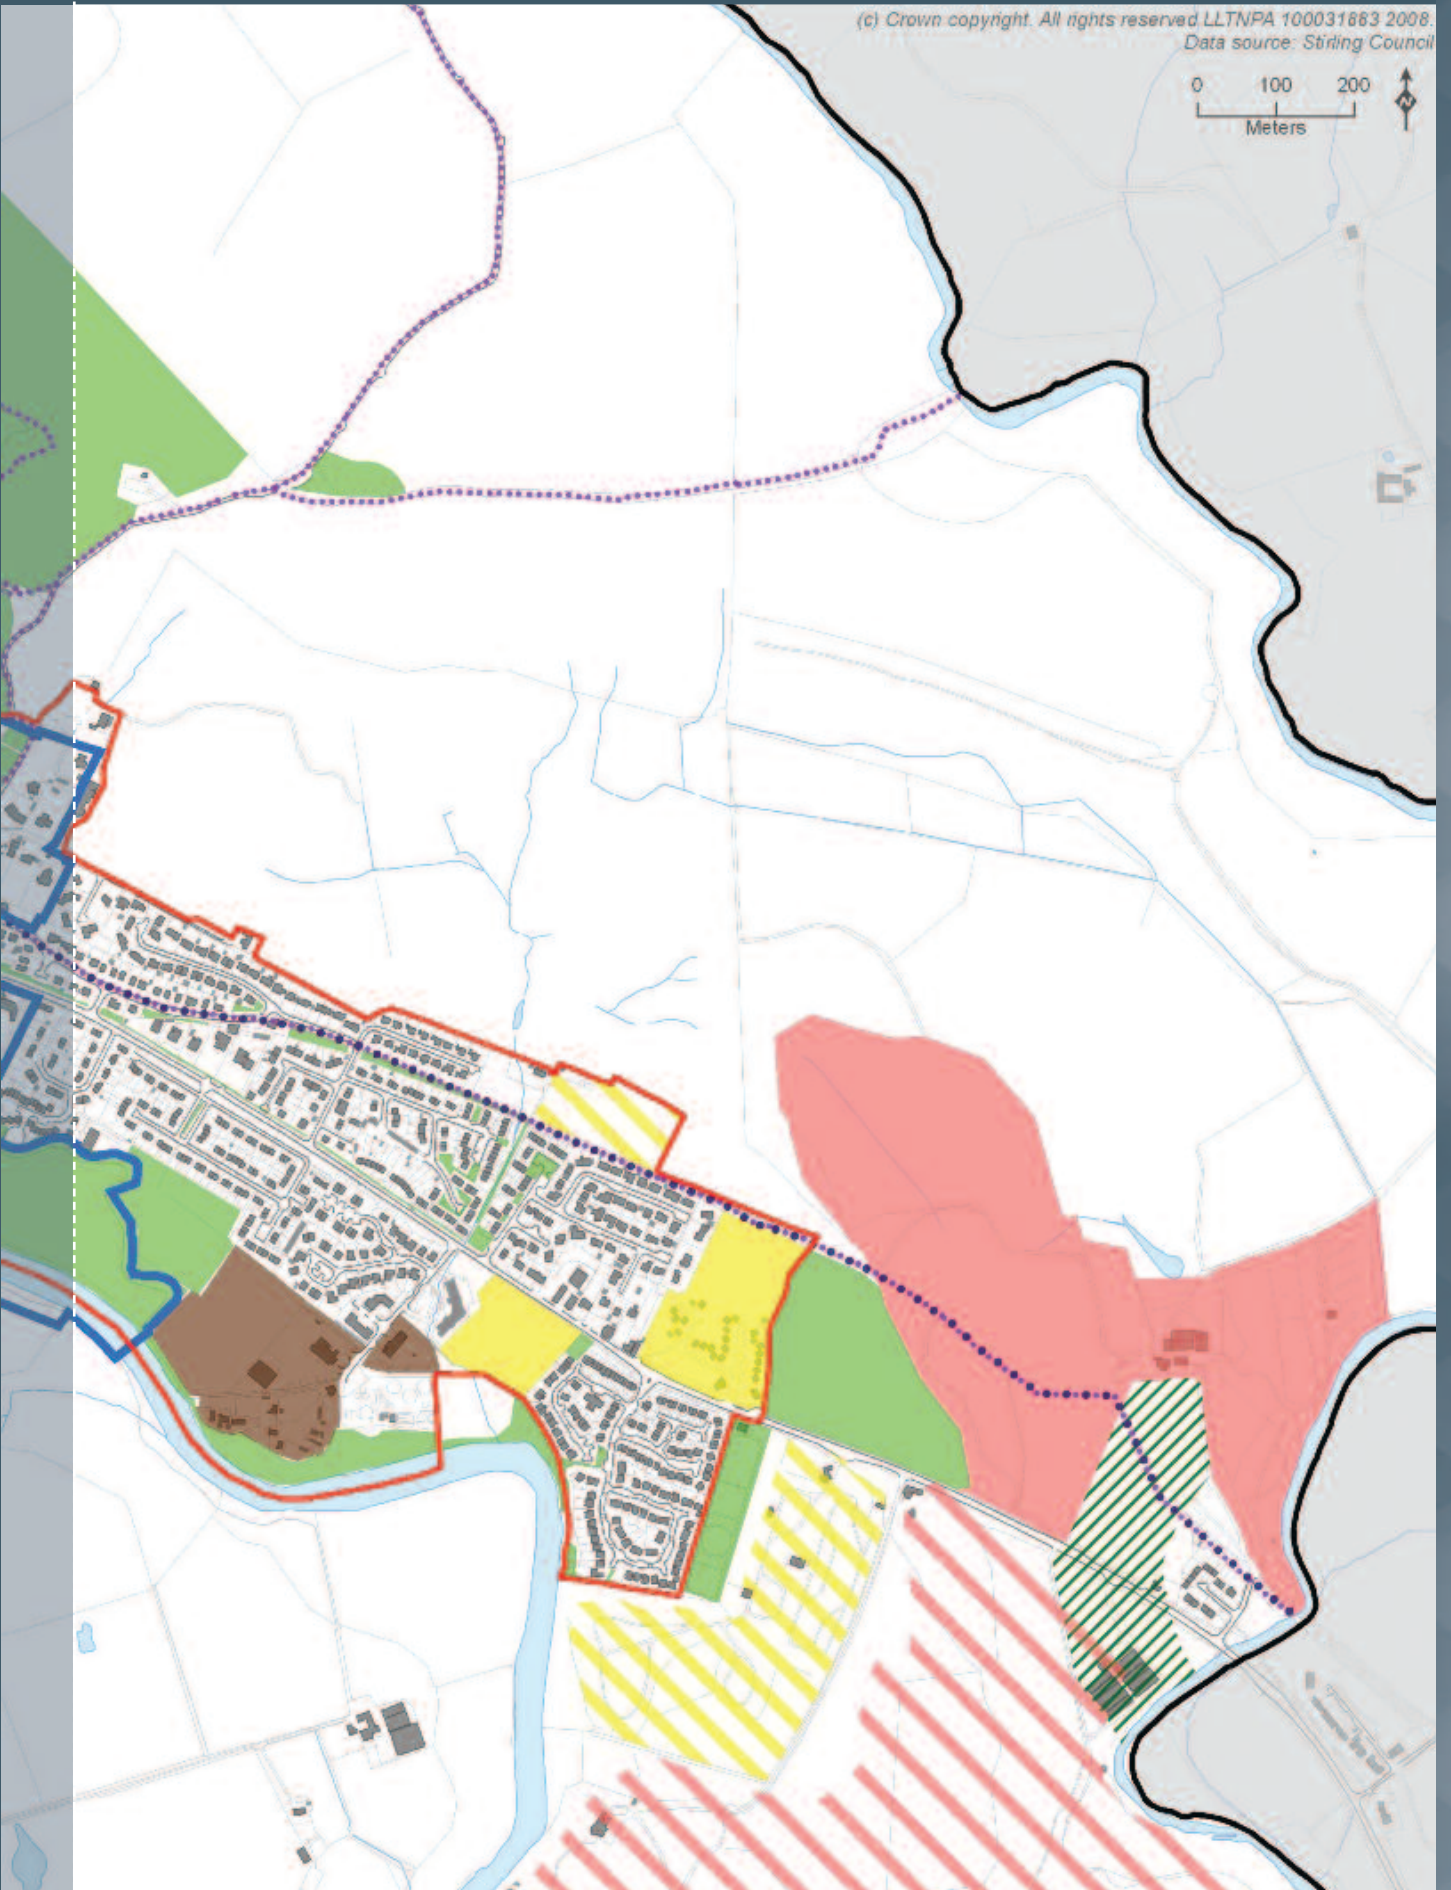 (c) Crown copyright. All rights reserved LLTNPA 100031883 2008.
Data source: Stirling Council
0 100 200
N
Meters